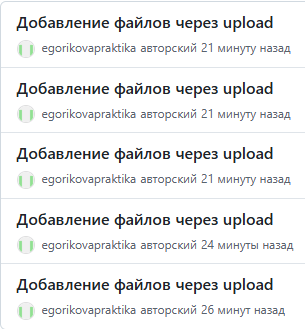 Добавление файлов через upload
egorikovapraktika авторский 21 минуту назад
Добавление файлов через upload
egorikovapraktika авторский 21 минуту назад
Добавление файлов через upload
egorikovapraktika авторский 21 минуту назад
Добавление файлов через upload
egorikovapraktika авторский 24 минуты назад
Добавление файлов через upload
egorikovapraktika авторский 26 минут назад